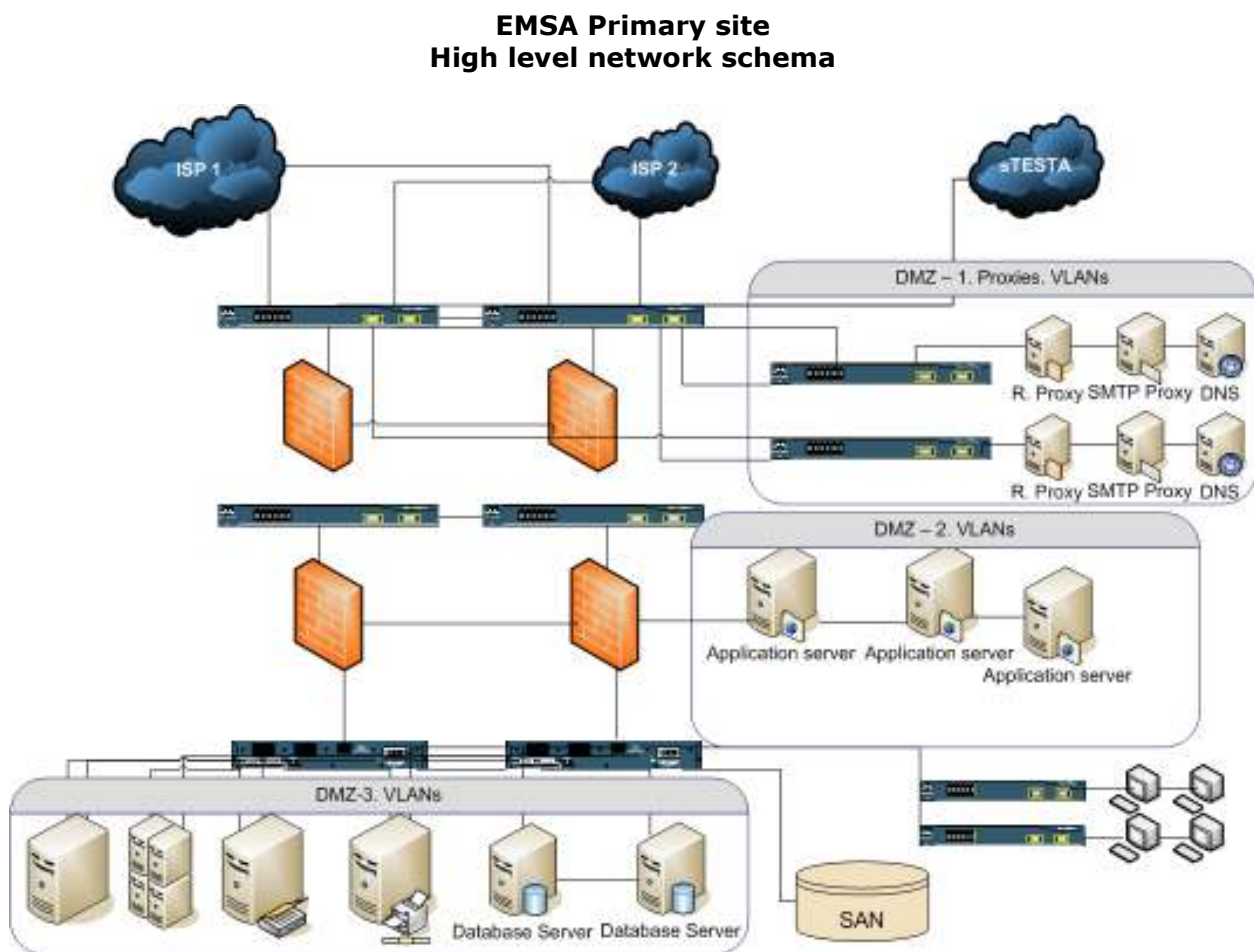 EMSA Primary site
High level network schema
ISP 1
ISP 2
sTESTA
DMZ – 1. Proxies. VLANs
R. Proxy
SMTP Proxy
DNS
R. Proxy
SMTP Proxy
DNS
DMZ – 2. VLANs
Application server
Application server
Application server
DMZ-3. VLANs
Database Server
Database Server
SAN